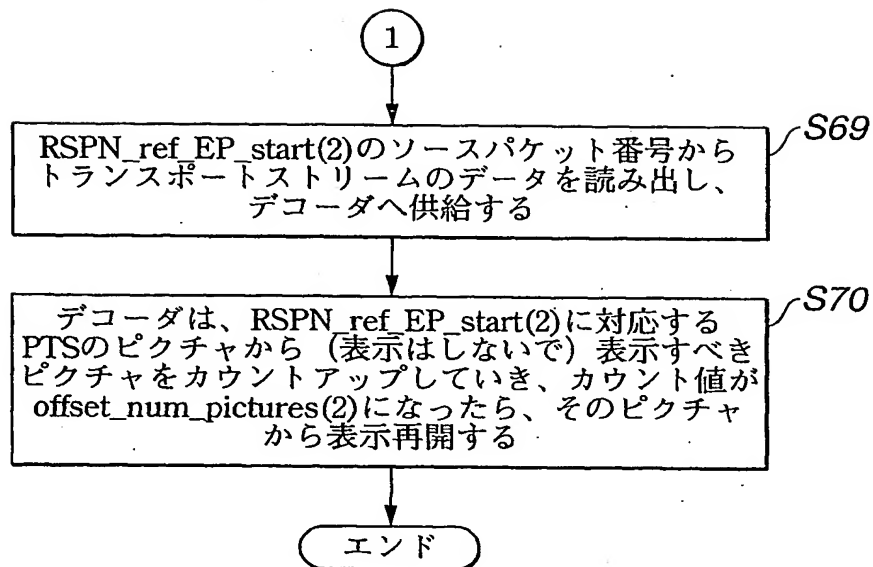 1
S69
RSPN_ref_EP_start(2)のソースパケット番号から
トランスポートストリームのデータを読み出し、
デコーダへ供給する
S70
デコーダは、RSPN_ref_EP_start(2)に対応する
PTSのピクチャから（表示はしないで）表示すべき
ピクチャをカウントアップしていき、カウント値が
offset_num_pictures(2)になったら、そのピクチャ
から表示再開する
エンド